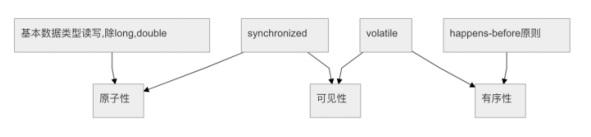 基本数据类型读写,除long,double
synchronized
volatile
happens-before原则
原子性
可见性
有序性